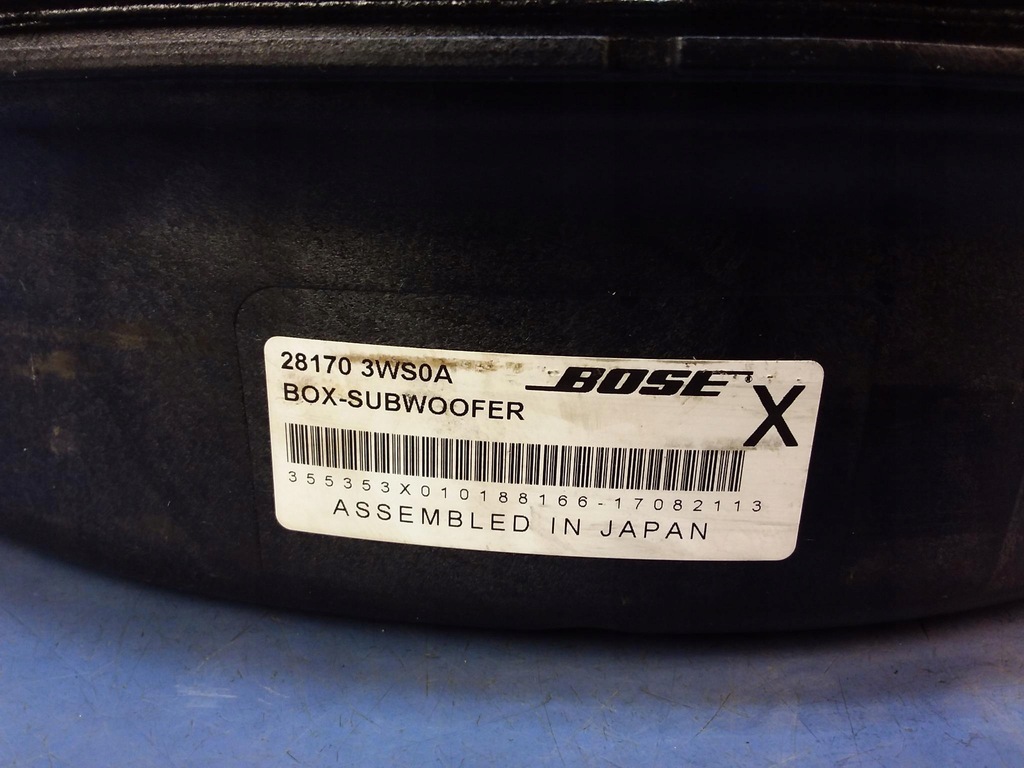 28170 3WS0A BOSE X
BOX-SUBWOOFER
355353X010188166-17082113
ASSEMBLED IN JAPAN